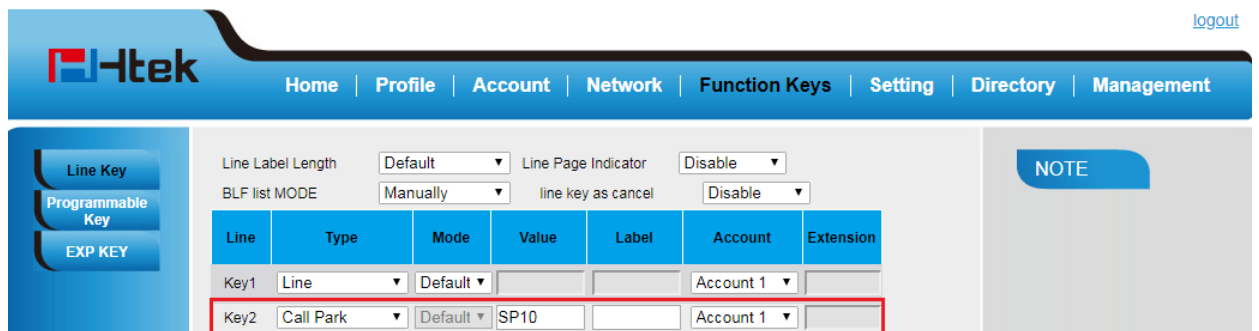 logout
Htek
Home | Profile | Account | Network | Function Keys | Setting | Directory | Management
Line Key
Programmable Key
EXP KEY
Line Label Length Default Line Page Indicator Disable
BLF list MODE Manually line key as cancel Disable
NOTE
Line Type Mode Value Label Account Extension
Key1 Line Default Account 1
Key2 Call Park Default SP10 Account 1